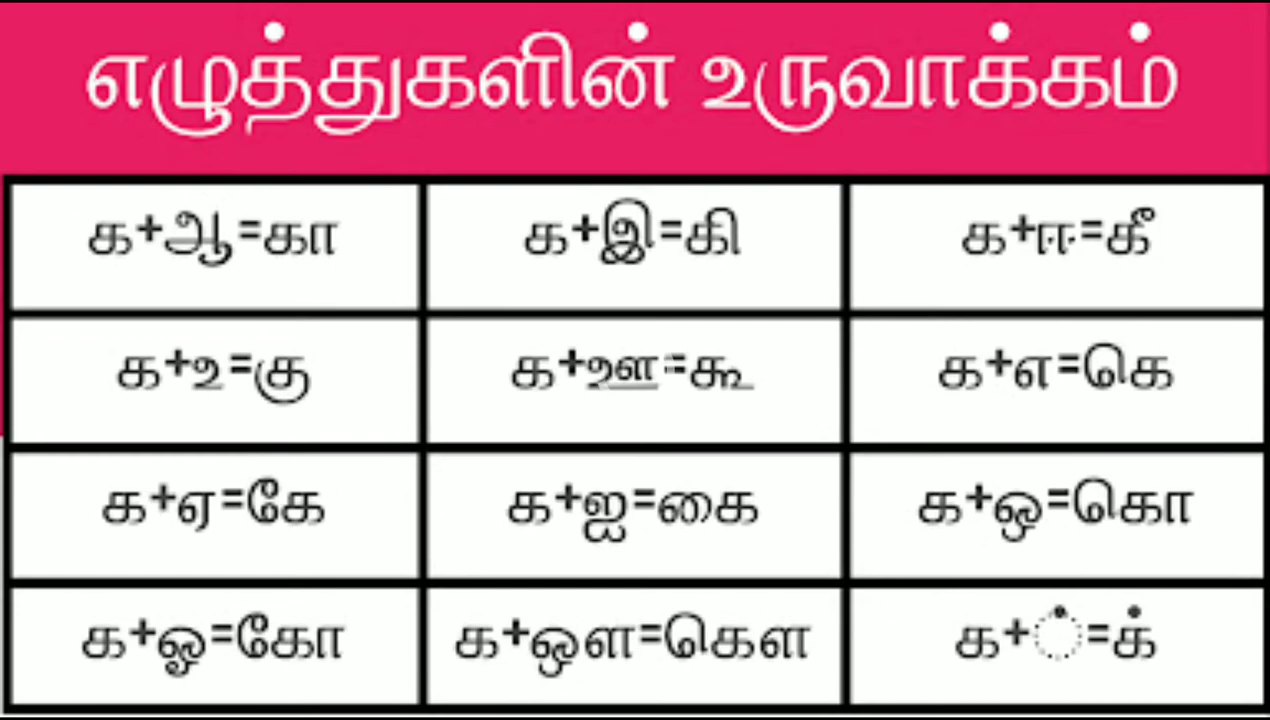 எழுத்துகளின் உருவாக்கம்
க+ஆ=கா க+இ=கி க+ஈ=கீ
க+உ=கு க+ஊ=கூ க+எ=கெ
க+ஏ=கே க+ஐ=கை க+ஒ=கொ
க+ஓ=கோ க+ஔ=கௌ க+்=க்